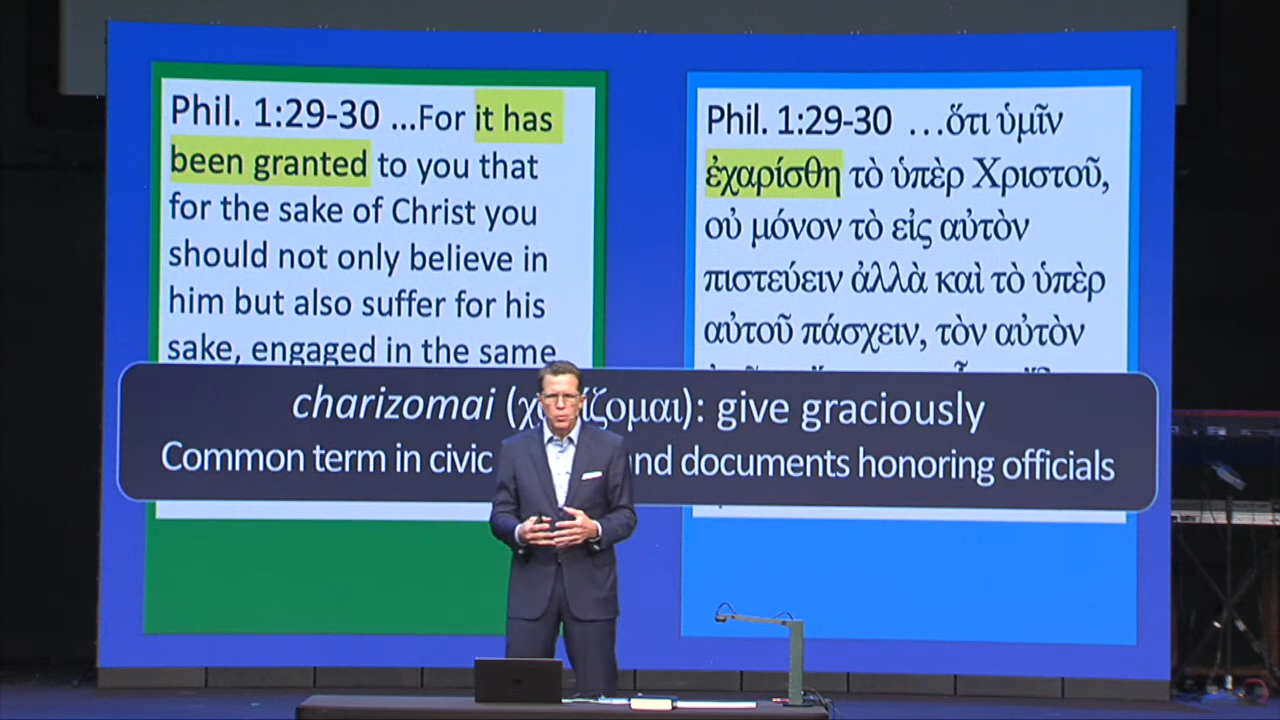 Phil. 1:29-30 ...For it has
been granted to you that
for the sake of Christ you
should not only believe in
him but also suffer for his
sake, engaged in the same
Phil. 1:29-30 …ὅτι ὑμῖν
ἐχαρίσθη τὸ ὑπὲρ Χριστοῦ,
οὐ μόνον τὸ εἰς αὐτὸν
πιστεύειν ἀλλὰ καὶ τὸ ὑπὲρ
αὐτοῦ πάσχειν, τὸν αὐτὸν
charizomai : give graciously
Common term in civic documents honoring officials